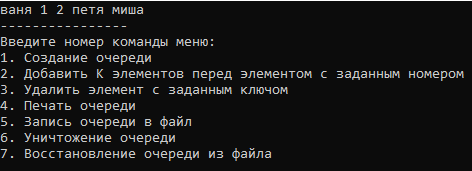 ваня 1 2 петя миша
----------------
Введите номер команды меню:
1. Создание очереди
2. Добавить К элементов перед элементом с заданным номером
3. Удалить элемент с заданным ключом
4. Печать очереди
5. Запись очереди в файл
6. Уничтожение очереди
7. Восстановление очереди из файла